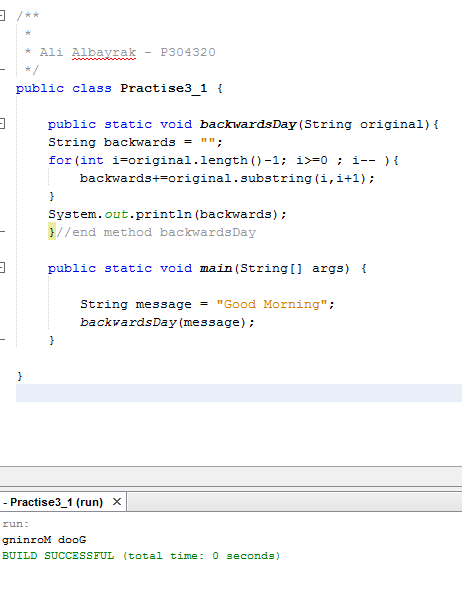 /**
*
* Ali Albayrak - P304320
*/
public class Practise3_1 {
public static void backwardsDay(String original){
String backwards = "";
for(int i=original.length()-1; i>=0 ; i-- ){
backwards+=original.substring(i,i+1);
}
System.out.println(backwards);
}//end method backwardsDay
public static void main(String[] args) {
String message = "Good Morning";
backwardsDay(message);
}
}
- Practise3_1 (run) ×
run:
gninroM dooG
BUILD SUCCESSFUL (total time: 0 seconds)